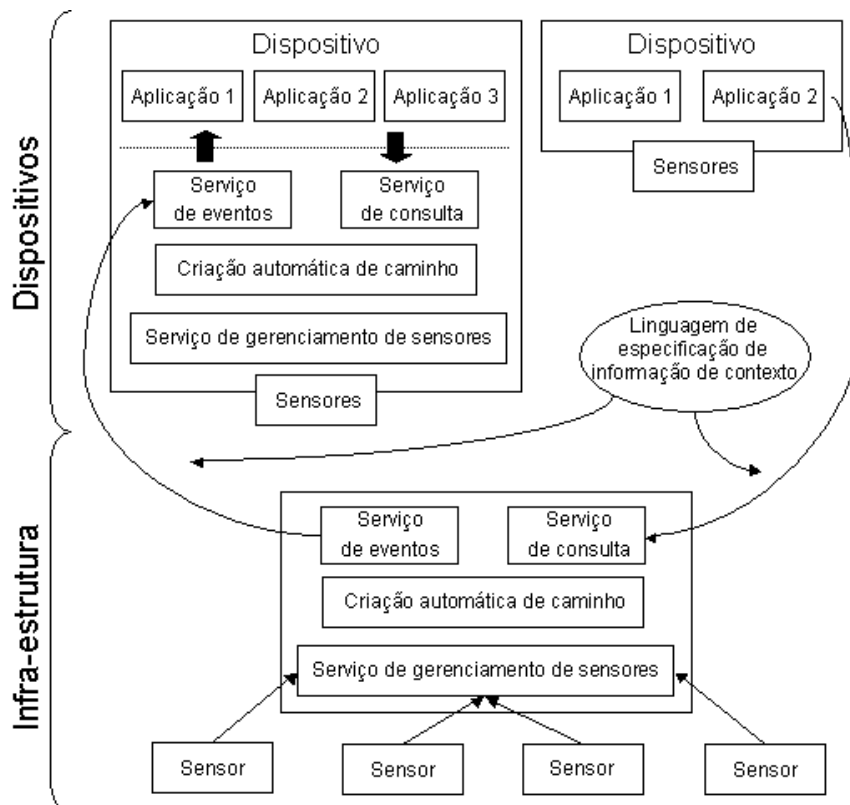 Dispositivos
Dispositivo
Aplicação 1
Aplicação 2
Aplicação 3
Serviço
de eventos
Serviço
de consulta
Criação automática de caminho
Serviço de gerenciamento de sensores
Sensores
Dispositivo
Aplicação 1
Aplicação 2
Sensores
Linguagem de
especificação de
informação de contexto
Infra-estrutura
Serviço
de eventos
Serviço
de consulta
Criação automática de caminho
Serviço de gerenciamento de sensores
Sensor
Sensor
Sensor
Sensor